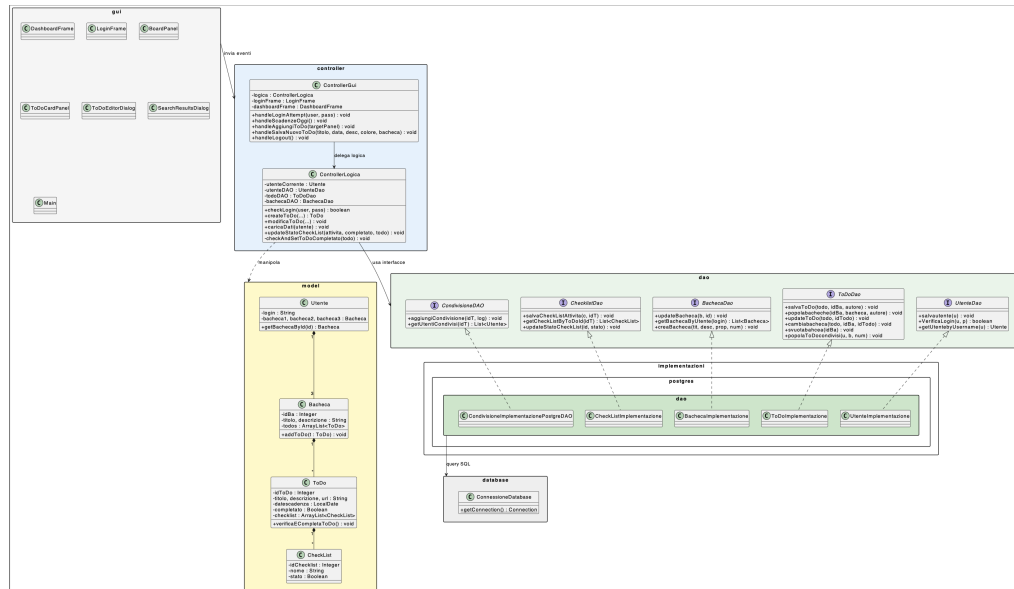 gui
DashboardFrame
LoginFrame
BoardPanel
ToDoCardPanel
ToDoEditorDialog
SearchResultsDialog
Main
invia eventi
controller
ControllerGui
-logica : ControllerLogica
-loginFrame : LoginFrame
-dashboardFrame : DashboardFrame
+handleLoginAttempt(user, pass) : void
+handleScadenzeOggi() : void
+handleAggiungiToDo(targetPanel) : void
+handleSalvaNuovoToDo(titolo, data, desc, colore, bacheca) : void
+handleLogout() : void
delega logica
ControllerLogica
-utenteCorrente : Utente
-utenteDAO : UtenteDao
-todoDAO : ToDoDao
-bachecaDAO : BachecaDao
+checkLogin(user, pass) : boolean
+createToDo(...) : ToDo
+modificaToDo(...) : void
+caricaDati(utente) : void
+updateStatoCheckList(attivita, completato, todo) : void
-checkAndSetToDoCompletato(todo) : void
manipola
usa interfacce
model
Utente
-login : String
-bacheca1, bacheca2, bacheca3 : Bacheca
+getBachecaById(id) : Bacheca
3
Bacheca
-idBa : Integer
-titolo, descrizione : String
-todos : ArrayList<ToDo>
+addToDo(t : ToDo) : void
*
ToDo
-idToDo : Integer
-titolo, descrizione, url : String
-datascadenza : LocalDate
-completato : Boolean
-checklist : ArrayList<CheckList>
+verificaECompletaToDo() : void
*
CheckList
-idChecklist : Integer
-nome : String
-stato : Boolean
dao
CondivisioneDAO
+aggiungiCondivisione(idT, log) : void
+getUtentiCondivisi(idT) : List<Utente>
ChecklistDao
+salvaCheckListAttivita(c, idT) : void
+getCheckListByToDoId(idT) : List<CheckList>
+updateStatoCheckList(id, stato) : void
BachecaDao
+updateBacheca(b, id) : void
+getBachecaByUtente(login) : List<Bacheca>
+creaBacheca(tit, desc, prop, num) : void
ToDoDao
+salvaToDo(todo, idBa, autore) : void
+popolabacheche(idBa, bacheca, autore) : void
+updateToDo(todo, idTodo) : void
+cambiabacheca(todo, idBa, idTodo) : void
+svuotabahcea(idBa) : void
+popolaToDocondivisi(u, b, num) : void
UtenteDao
+salvautente(u) : void
+VerificaLogin(u, p) : boolean
+getUtentebyUsername(u) : Utente
implementazioni
postgres
dao
CondivisioneImplementazionePostgreDAO
CheckListImplementazione
BachecaImplementazione
ToDoImplementazione
UtenteImplementazione
query SQL
database
ConnessioneDatabase
+getConnection() : Connection